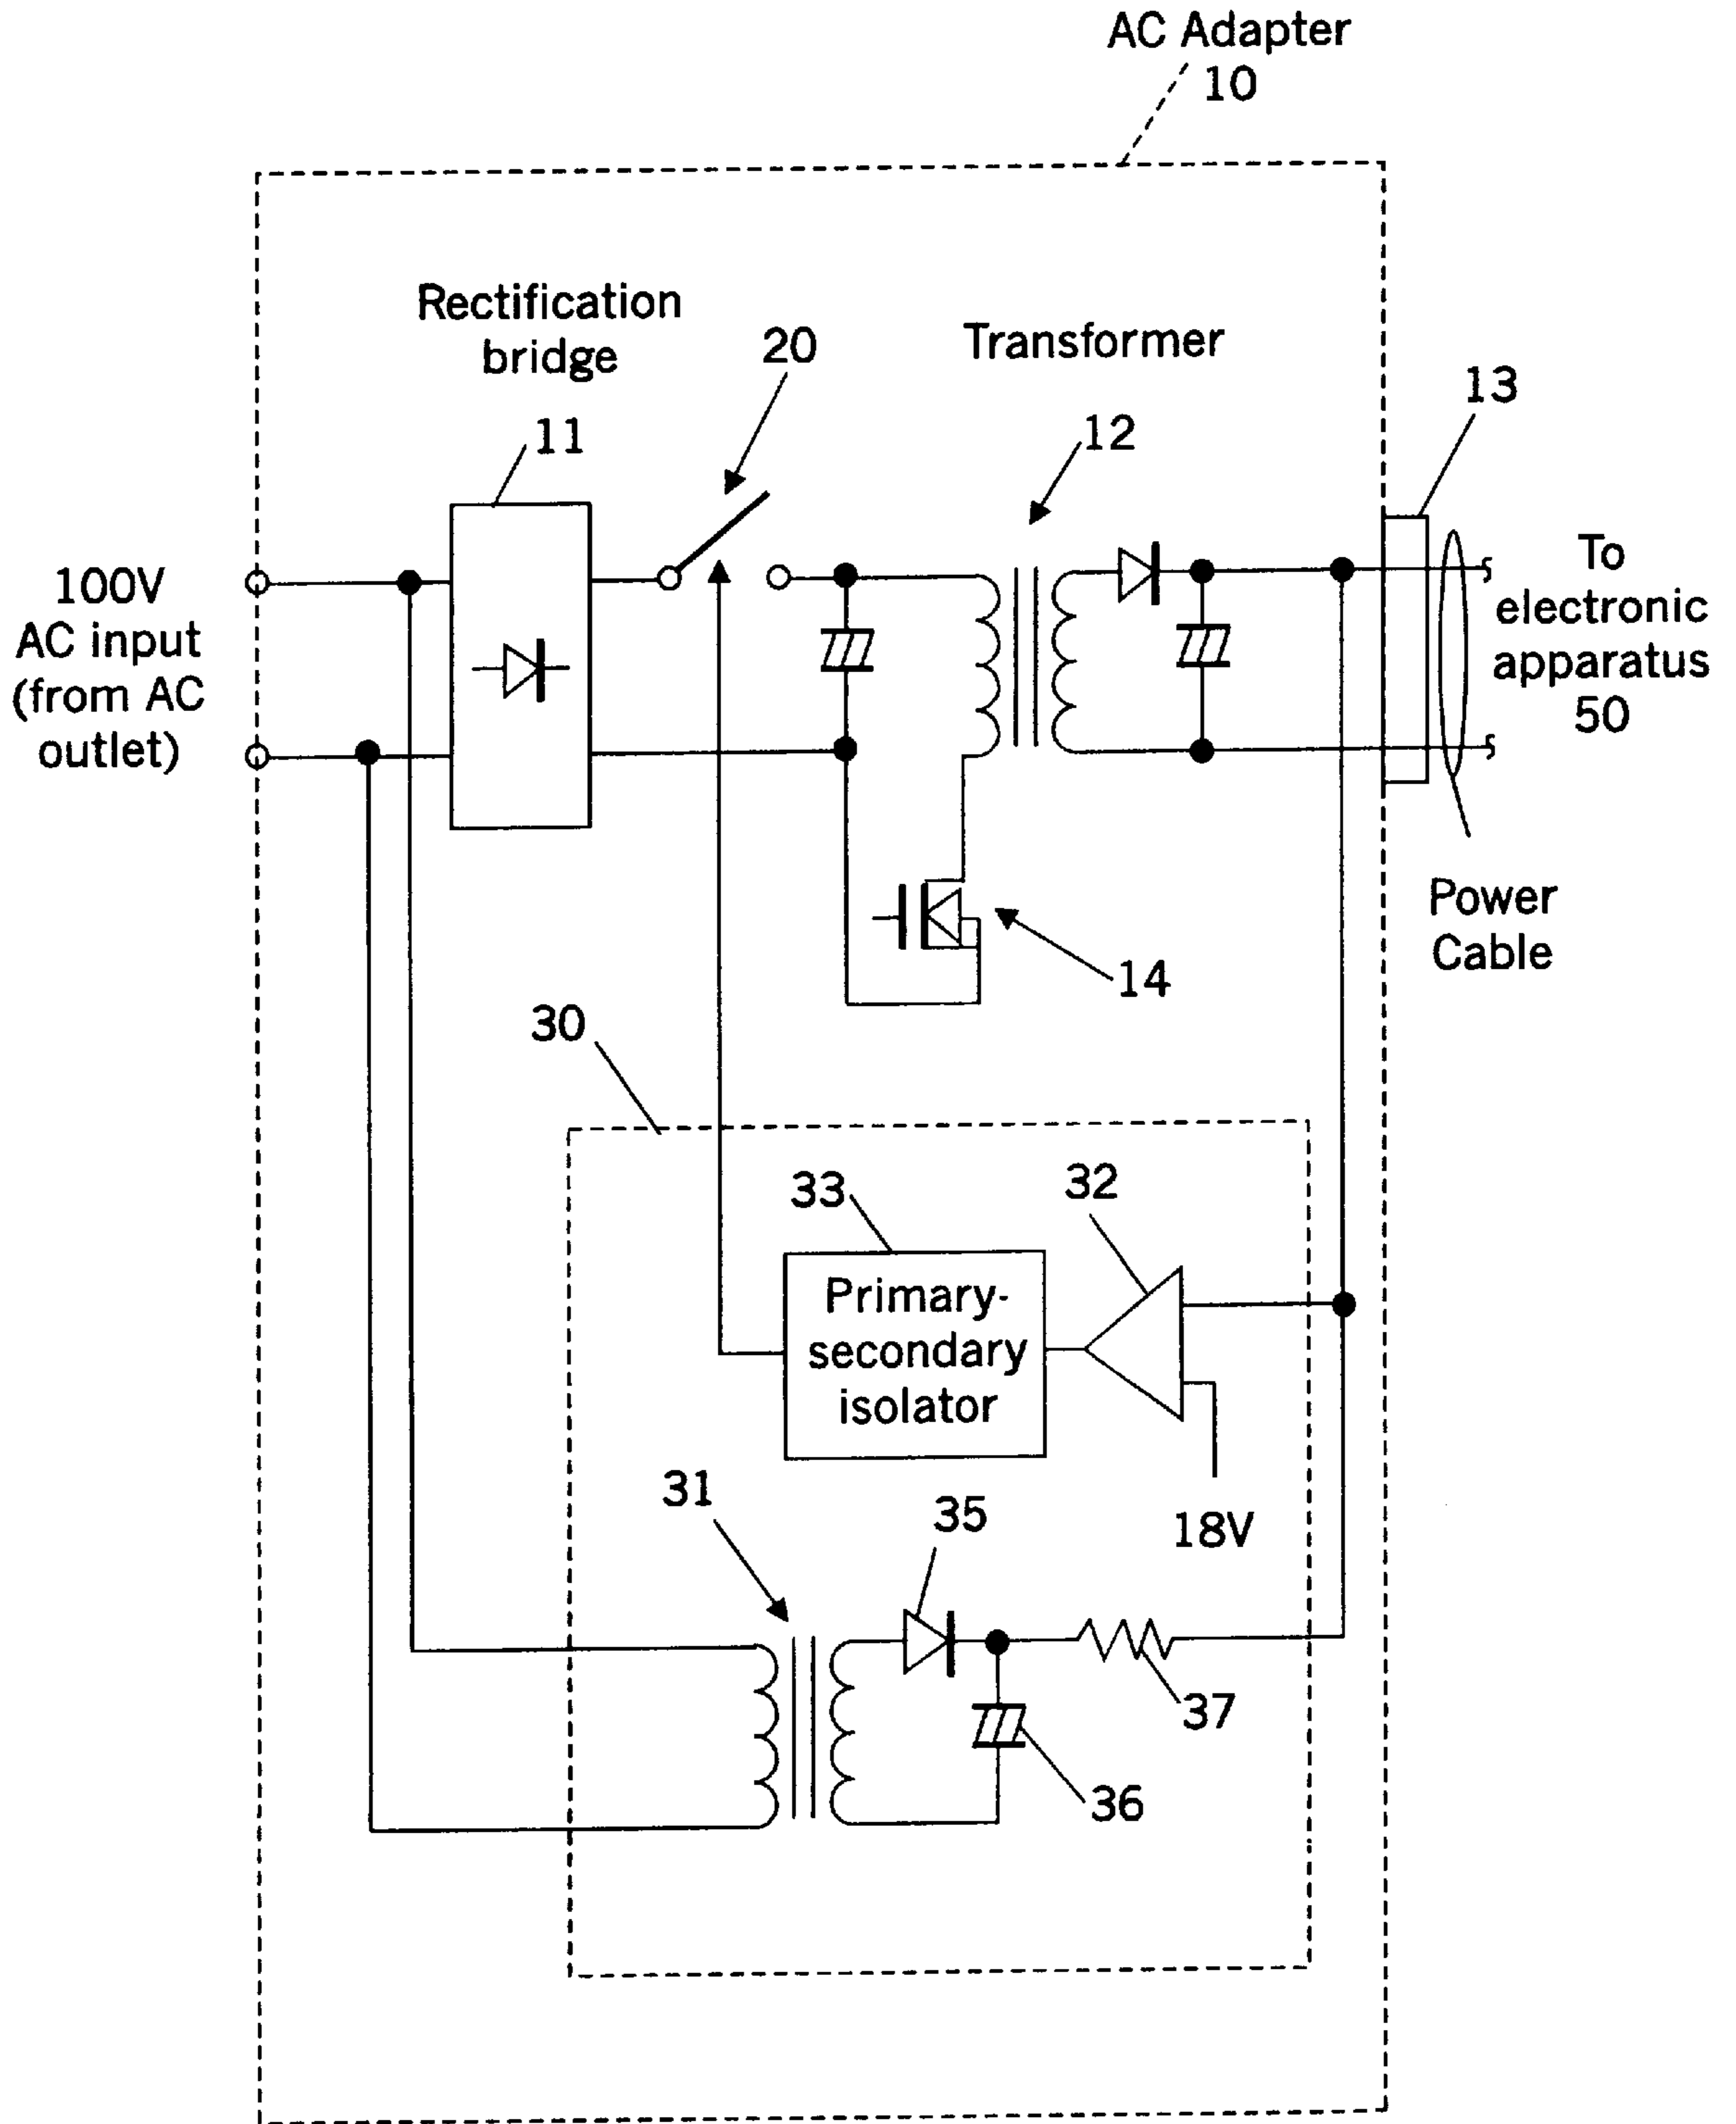 AC Adapter
10
Rectification
bridge
20
Transformer
13
11
12
100V
AC input
(from AC
outlet)
To
electronic
apparatus
50
Power
Cable
14
30
33
32
Primary-
secondary
isolator
31
35
18V
37
36